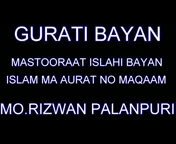 GURATI BAYAN
MASTOORAAT ISLAHI BAYAN
ISLAM MA AURAT NO MAQAAM
MO.RIZWAN PALANPURI